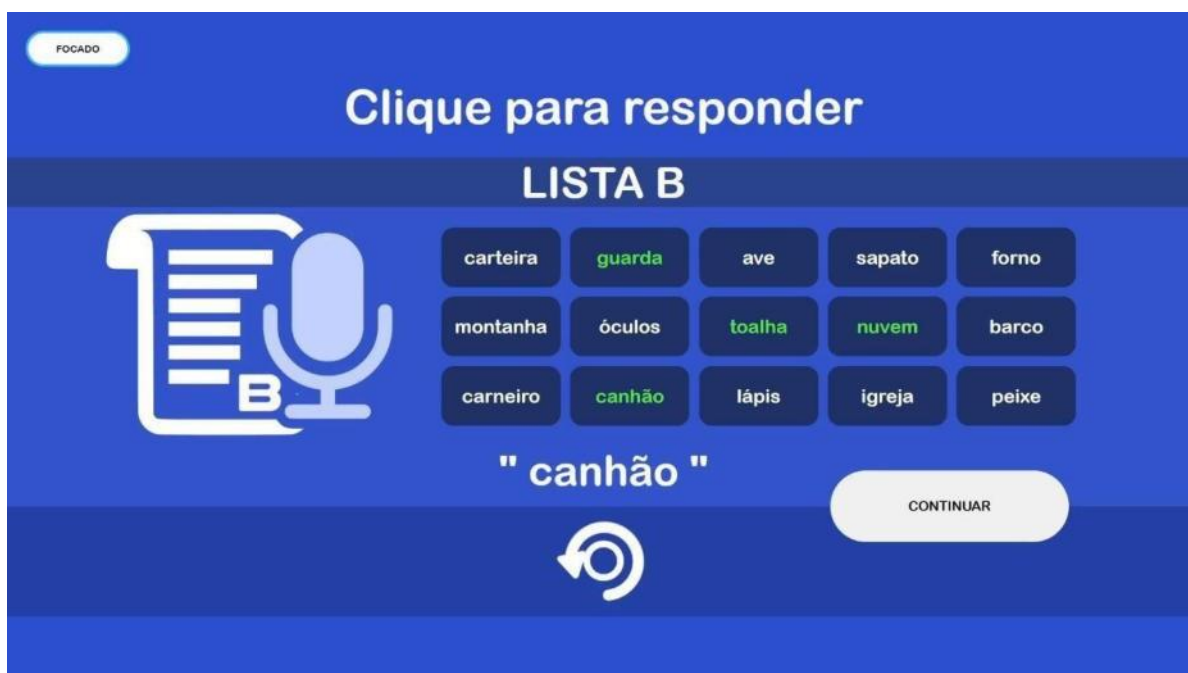 FOCADO
Clique para responder
LISTA B
carteira guarda ave sapato forno
montanha óculos toalha nuvem barco
carneiro canhão lápis igreja peixe
B
" canhão "
CONTINUAR